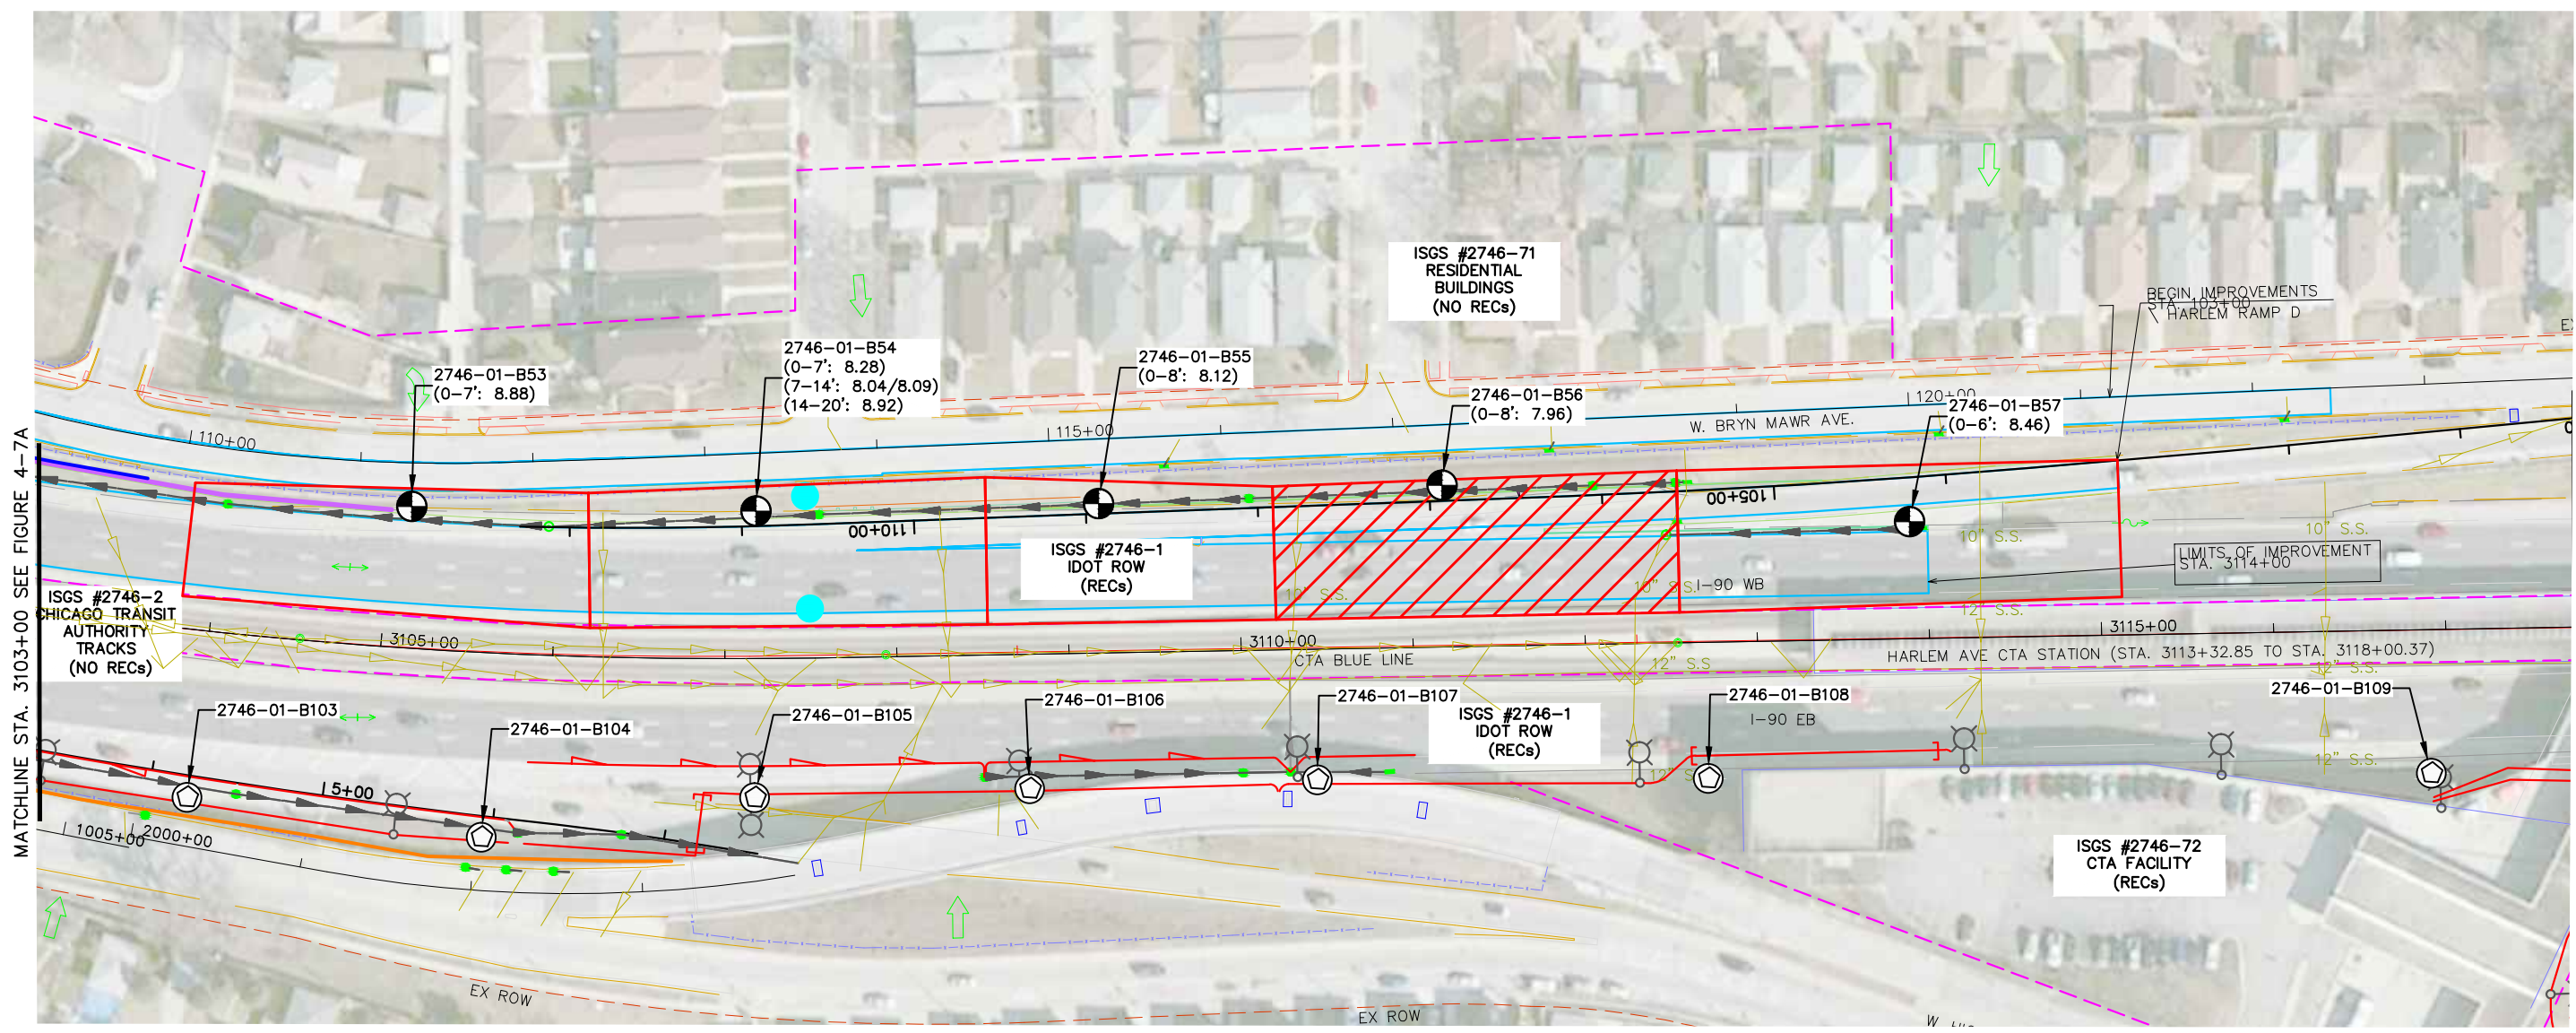 MATCHLINE STA. 3103+00 SEE FIGURE 4-7A
ISGS #2746-71
RESIDENTIAL
BUILDINGS
(NO RECs)
BEGIN IMPROVEMENTS
STA. 103+00
HARLEM RAMP D
2746-01-B53
(0-7': 8.88)
2746-01-B54
(0-7': 8.28)
(7-14': 8.04/8.09)
(14-20': 8.92)
2746-01-B55
(0-8': 8.12)
2746-01-B56
(0-8': 7.96)
2746-01-B57
(0-6': 8.46)
110+00
115+00
120+00
W. BRYN MAWR AVE.
110+00
105+00
ISGS #2746-1
IDOT ROW
(RECs)
10" S.S.
10" S.S.
I-90 WB
10" S.S.
10" S.S.
12" S.S.
LIMITS OF IMPROVEMENT
STA. 3114+00
ISGS #2746-2
CHICAGO TRANSIT
AUTHORITY
TRACKS
(NO RECs)
3105+00
3110+00
3115+00
CTA BLUE LINE
12" S.S
HARLEM AVE CTA STATION (STA. 3113+32.85 TO STA. 3118+00.37)
12" S.S.
2746-01-B103
2746-01-B104
2746-01-B105
2746-01-B106
2746-01-B107
2746-01-B108
2746-01-B109
ISGS #2746-1
IDOT ROW
(RECs)
I-90 EB
12" S.S.
12" S
15+00
1005+00
2000+00
ISGS #2746-72
CTA FACILITY
(RECs)
EX ROW
EX ROW